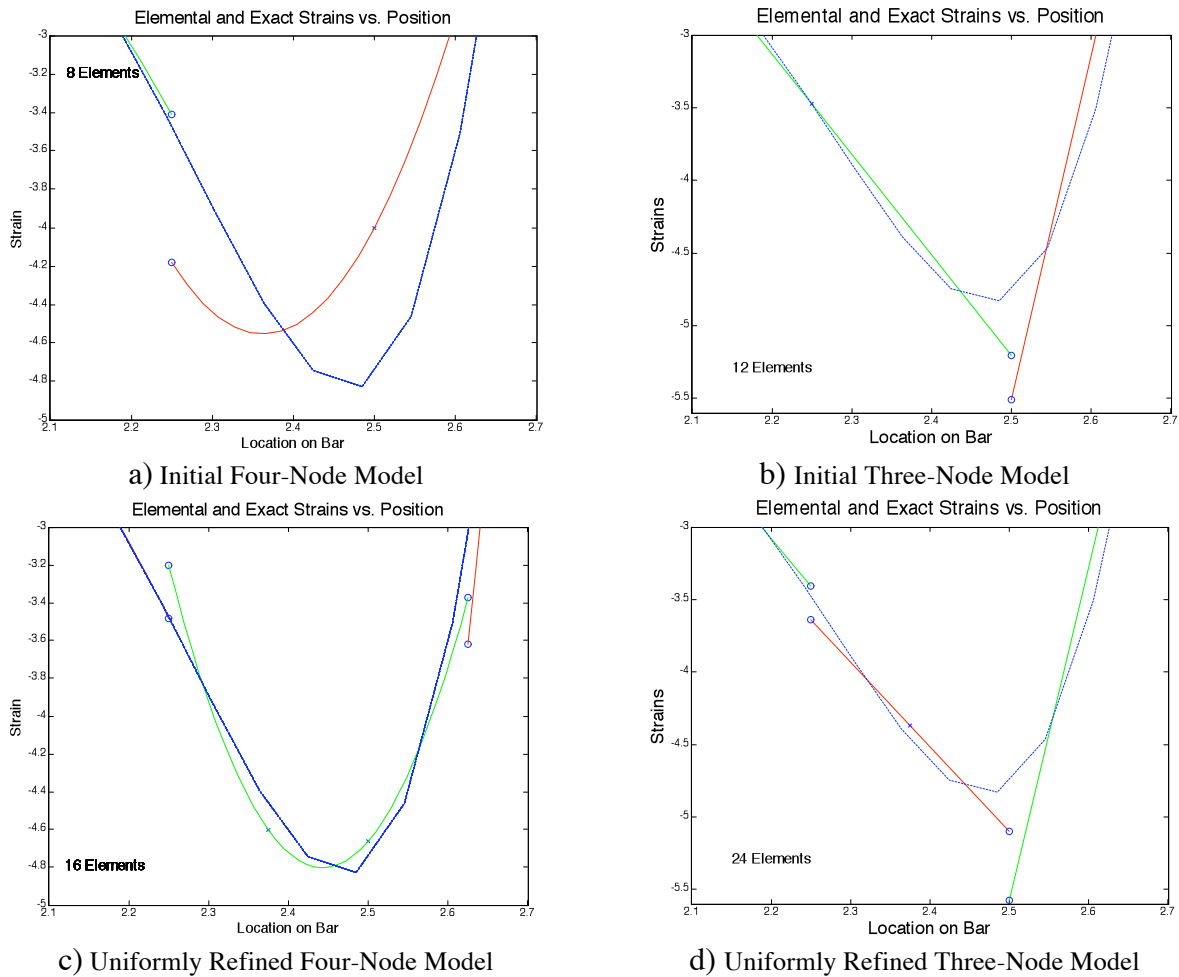 Elemental and Exact Strains vs. Position
-3
-3.2
-3.4
-3.6
-3.8
-4
-4.2
-4.4
-4.6
-4.8
-5
Strain
8 Elements
2.1 2.2 2.3 2.4 2.5 2.6 2.7
Location on Bar
a) Initial Four-Node Model
Elemental and Exact Strains vs. Position
-3
-3.5
-4
-4.5
-5
-5.5
Strains
12 Elements
2.1 2.2 2.3 2.4 2.5 2.6 2.7
Location on Bar
b) Initial Three-Node Model
Elemental and Exact Strains vs. Position
-3
-3.2
-3.4
-3.6
-3.8
-4
-4.2
-4.4
-4.6
-4.8
-5
Strain
16 Elements
2.1 2.2 2.3 2.4 2.5 2.6 2.7
Location on Bar
c) Uniformly Refined Four-Node Model
Elemental and Exact Strains vs. Position
-3
-3.5
-4
-4.5
-5
-5.5
Strains
24 Elements
2.1 2.2 2.3 2.4 2.5 2.6 2.7
Location on Bar
d) Uniformly Refined Three-Node Model